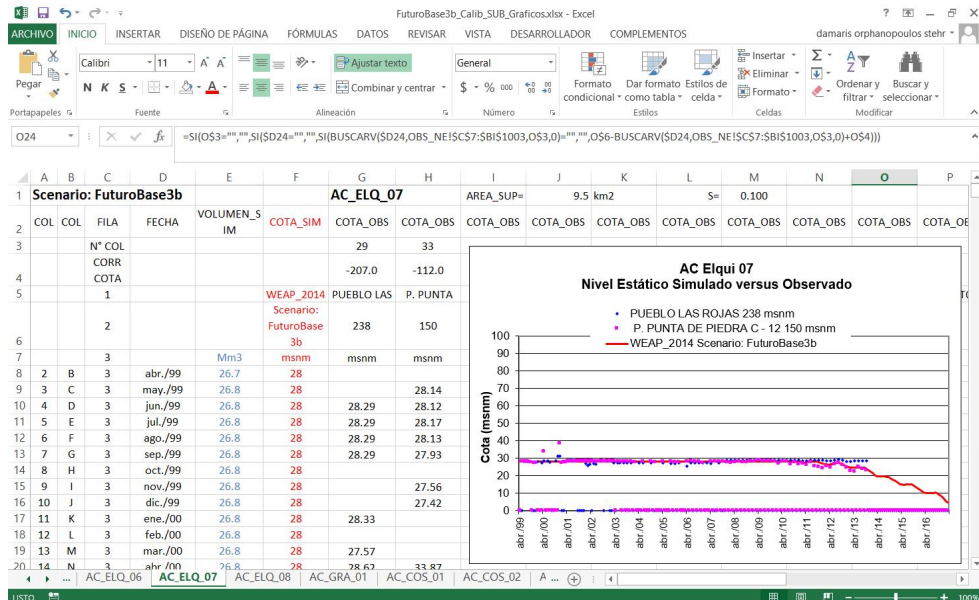 FuturoBase3b_Calib_SUB_Graficos.xlsx - Excel
ARCHIVO INICIO INSERTAR DISEÑO DE PÁGINA FÓRMULAS DATOS REVISAR VISTA DESARROLLADOR COMPLEMENTOS damaris orphanopoulos stehr
Pegar
Calibri 11
N K S
Ajustar texto
Combinar y centrar
General
$ % 000
Formato condicional
Dar formato como tabla
Estilos de celda
Insertar
Eliminar
Formato
Ordenar y filtrar
Buscar y seleccionar
Portapapeles Fuente Alineación Número Estilos Celdas Modificar
O24 fx =SI(O$3="","",SI($D24="","",SI(BUSCARV($D24,OBS_NE!$C$7:$BI$1003,O$3,0)="","",O$6-BUSCARV($D24,OBS_NE!$C$7:$BI$1003,O$3,0)+O$4)))
A B C D E F G H I J K L M N O P
1 Scenario: FuturoBase3b AC_ELQ_07 AREA_SUP= 9.5 km2 S= 0.100
2 COL COL FILA FECHA VOLUMEN_SIM COTA_SIM COTA_OBS COTA_OBS COTA_OBS COTA_OBS COTA_OBS COTA_OBS COTA_OBS COTA_OBS COTA_OBS COTA_OB
3 N° COL 29 33
4 CORR COTA -207.0 -112.0
5 1 WEAP_2014 PUEBLO LAS P. PUNTA
6 2 Scenario: FuturoBase3b 238 150
7 3 Mm3 msnm msnm msnm
8 2 B 3 abr./99 26.7 28
9 3 C 3 may./99 26.8 28 28.14
10 4 D 3 jun./99 26.8 28 28.29 28.12
11 5 E 3 jul./99 26.8 28 28.29 28.17
12 6 F 3 ago./99 26.8 28 28.29 28.13
13 7 G 3 sep./99 26.8 28 28.29 27.93
14 8 H 3 oct./99 26.8 28
15 9 I 3 nov./99 26.8 28 27.56
16 10 J 3 dic./99 26.8 28 27.42
17 11 K 3 ene./00 26.8 28 28.33
18 12 L 3 feb./00 26.8 28
19 13 M 3 mar./00 26.8 28 27.57
20 14 N 3 abr./00 26.8 28 28.62 33.87
AC Elqui 07
Nivel Estático Simulado versus Observado
PUEBLO LAS ROJAS 238 msnm
P. PUNTA DE PIEDRA C - 12 150 msnm
WEAP_2014 Scenario: FuturoBase3b
Cota (msnm)
100
90
80
70
60
50
40
30
20
10
0
abr./99 abr./00 abr./01 abr./02 abr./03 abr./04 abr./05 abr./06 abr./07 abr./08 abr./09 abr./10 abr./11 abr./12 abr./13 abr./14 abr./15 abr./16
... AC_ELQ_06 AC_ELQ_07 AC_ELQ_08 AC_GRA_01 AC_COS_01 AC_COS_02 A ...
LISTO 100%